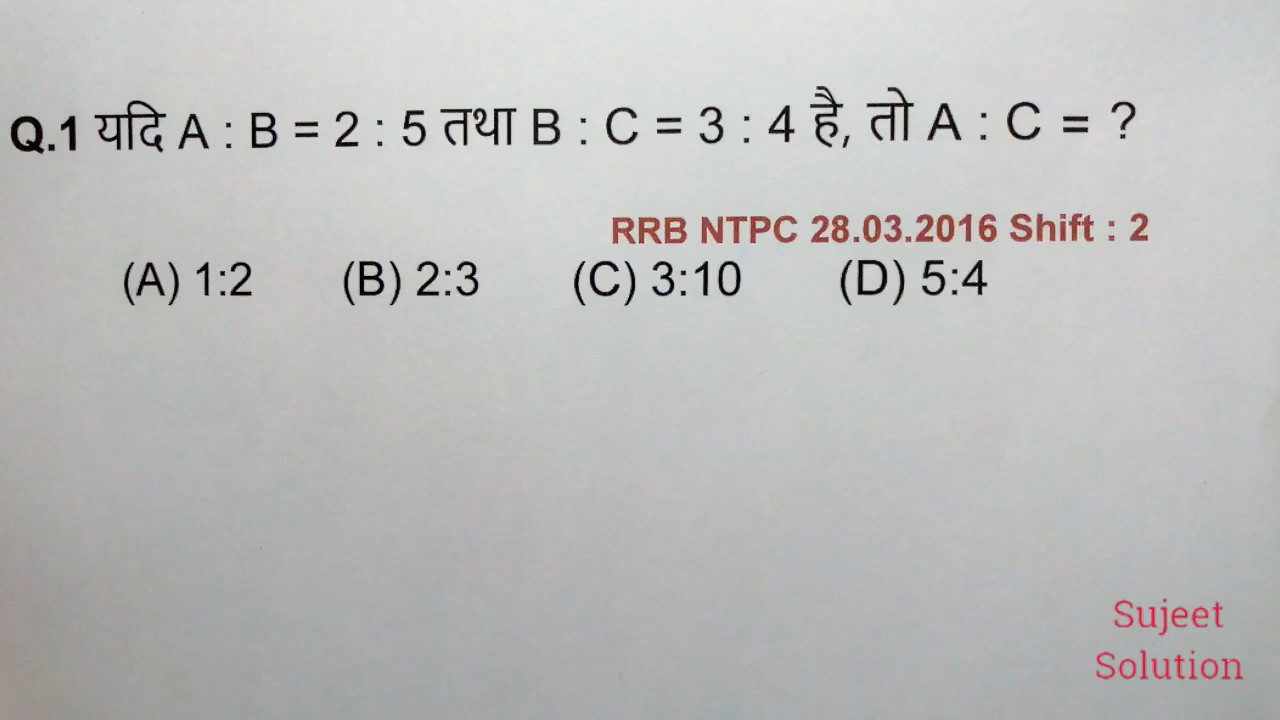 Q.1 यदि A : B = 2 : 5 तथा B : C = 3 : 4 है, तो A : C = ?
RRB NTPC 28.03.2016 Shift : 2
(A) 1:2 (B) 2:3 (C) 3:10 (D) 5:4
Sujeet
Solution